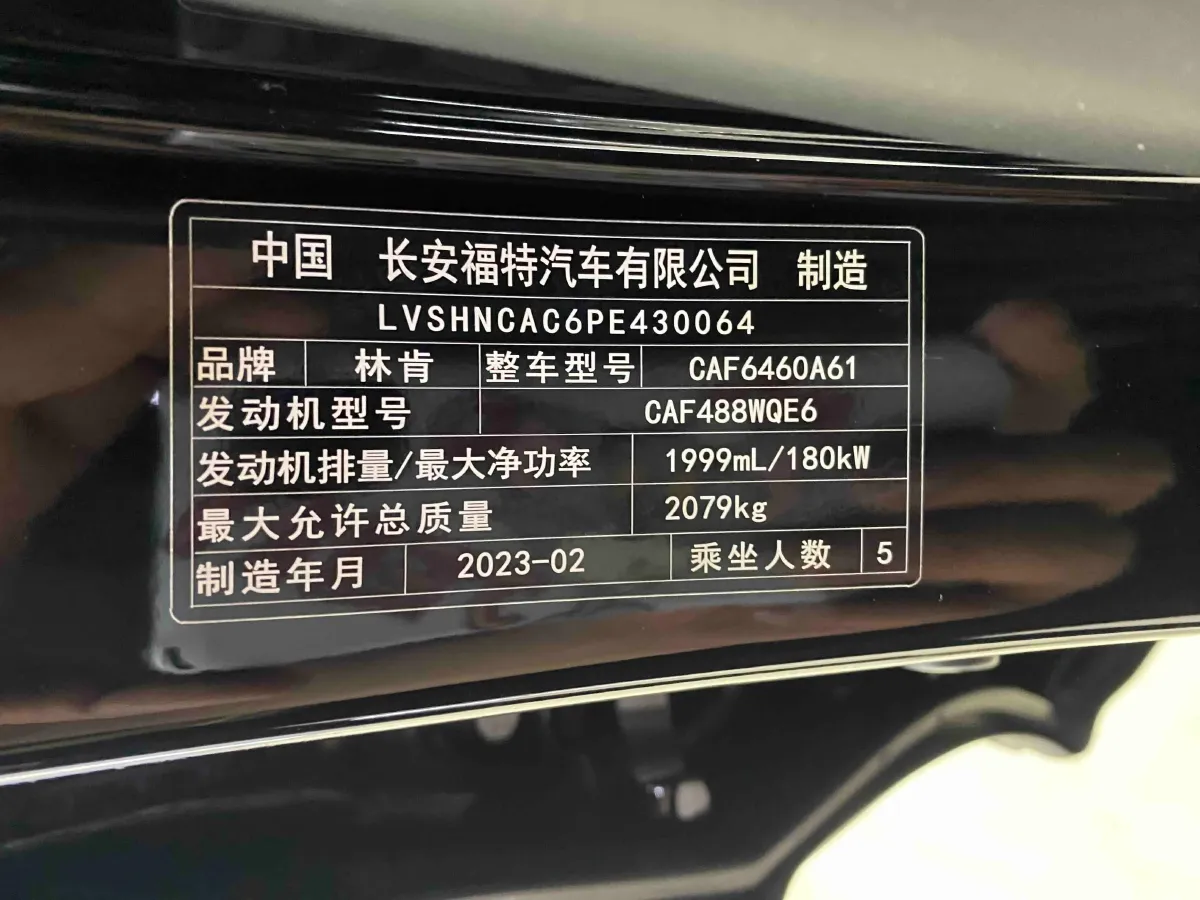 中国 长安福特汽车有限公司 制造
LVSHNCAC6PE430064
品牌 林肯 整车型号 CAF6460A61
发动机型号 CAF488WQE6
发动机排量/最大净功率 1999mL/180kW
最大允许总质量 2079kg
制造年月 2023-02 乘坐人数 5